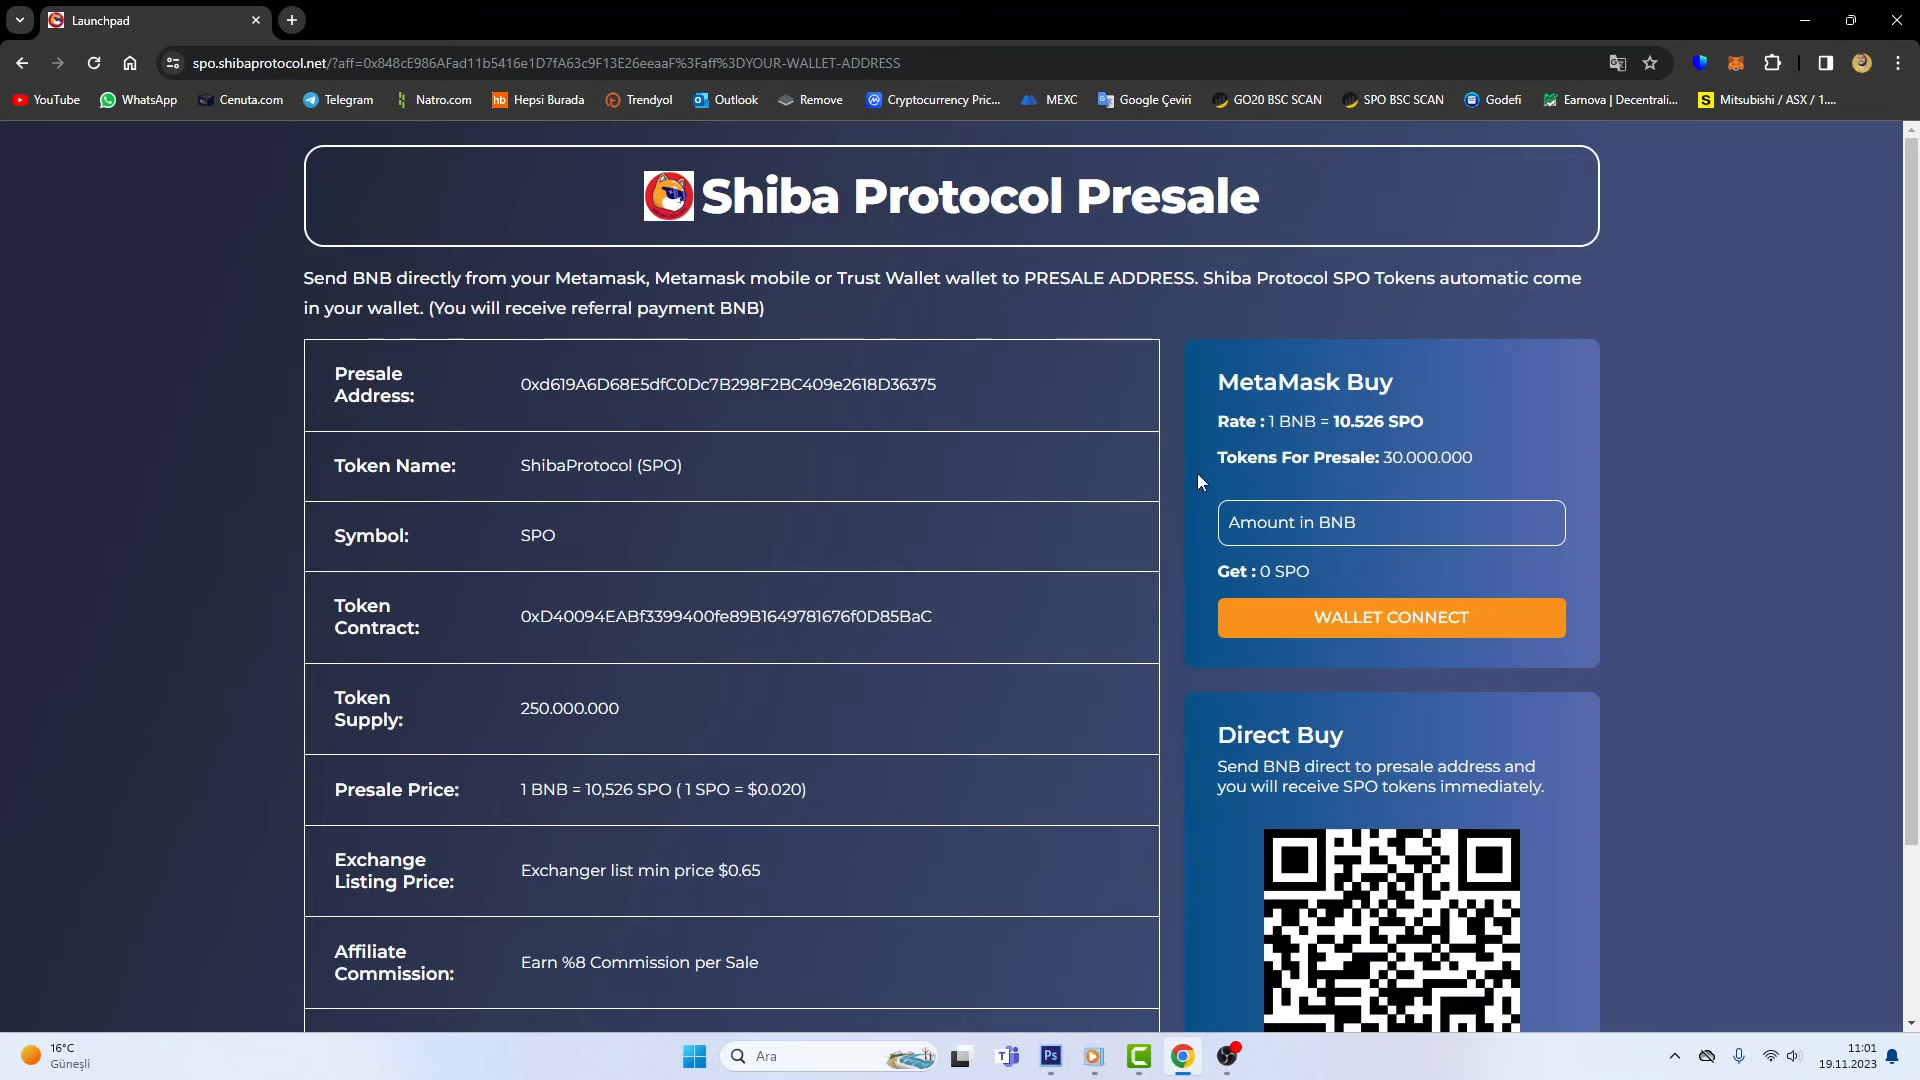 Launchpad
spo.shibaprotocol.net/?aff=0x848cE986AFad11b5416e1D7fA63c9F13E26eeaaF%3Faff%3DYOUR-WALLET-ADDRESS
YouTube WhatsApp Cenuta.com Telegram Natro.com Hepsi Burada Trendyol Outlook Remove Cryptocurrency Pric... MEXC Google Çeviri GO20 BSC SCAN SPO BSC SCAN Godefi Earnova | Decentrali... Mitsubishi / ASX / 1....
Shiba Protocol Presale
Send BNB directly from your Metamask, Metamask mobile or Trust Wallet wallet to PRESALE ADDRESS. Shiba Protocol SPO Tokens automatic come
in your wallet. (You will receive referral payment BNB)
Presale
Address:
0xd619A6D68E5dfC0Dc7B298F2BC409e2618D36375
Token Name:
ShibaProtocol (SPO)
Symbol:
SPO
Token
Contract:
0xD40094EABf3399400fe89B1649781676f0D85BaC
Token
Supply:
250.000.000
Presale Price:
1 BNB = 10,526 SPO ( 1 SPO = $0.020)
Exchange
Listing Price:
Exchanger list min price $0.65
Affiliate
Commission:
Earn %8 Commission per Sale
MetaMask Buy
Rate : 1 BNB = 10.526 SPO
Tokens For Presale: 30.000.000
Amount in BNB
Get : 0 SPO
WALLET CONNECT
Direct Buy
Send BNB direct to presale address and
you will receive SPO tokens immediately.
16°C
Güneşli
Ara
Ps
11:01
19.11.2023